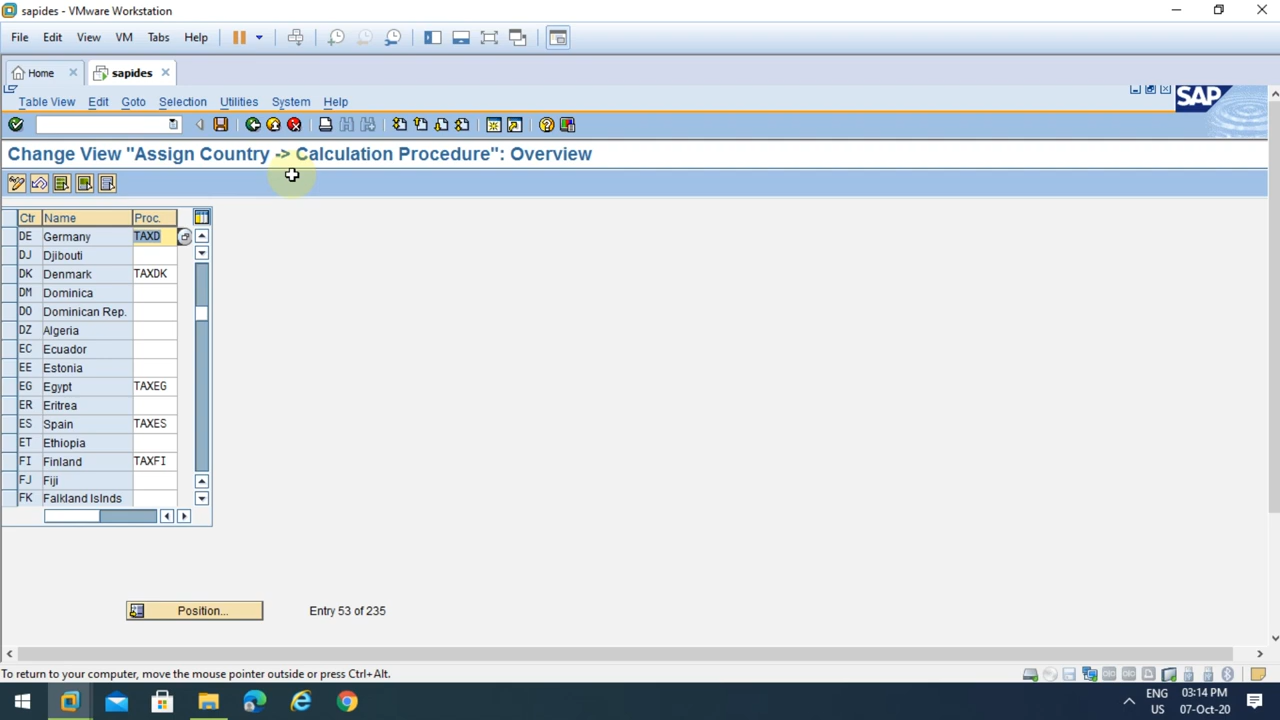 sapides - VMware Workstation
File Edit View VM Tabs Help
Home sapides
Table View Edit Goto Selection Utilities System Help
SAP
Change View "Assign Country -> Calculation Procedure": Overview
Ctr Name Proc.
DE Germany TAXD
DJ Djibouti
DK Denmark TAXDK
DM Dominica
DO Dominican Rep.
DZ Algeria
EC Ecuador
EE Estonia
EG Egypt TAXEG
ER Eritrea
ES Spain TAXES
ET Ethiopia
FI Finland TAXFI
FJ Fiji
FK Falkland Islnds
Position... Entry 53 of 235
To return to your computer, move the mouse pointer outside or press Ctrl+Alt.
ENG 03:14 PM
US 07-Oct-20